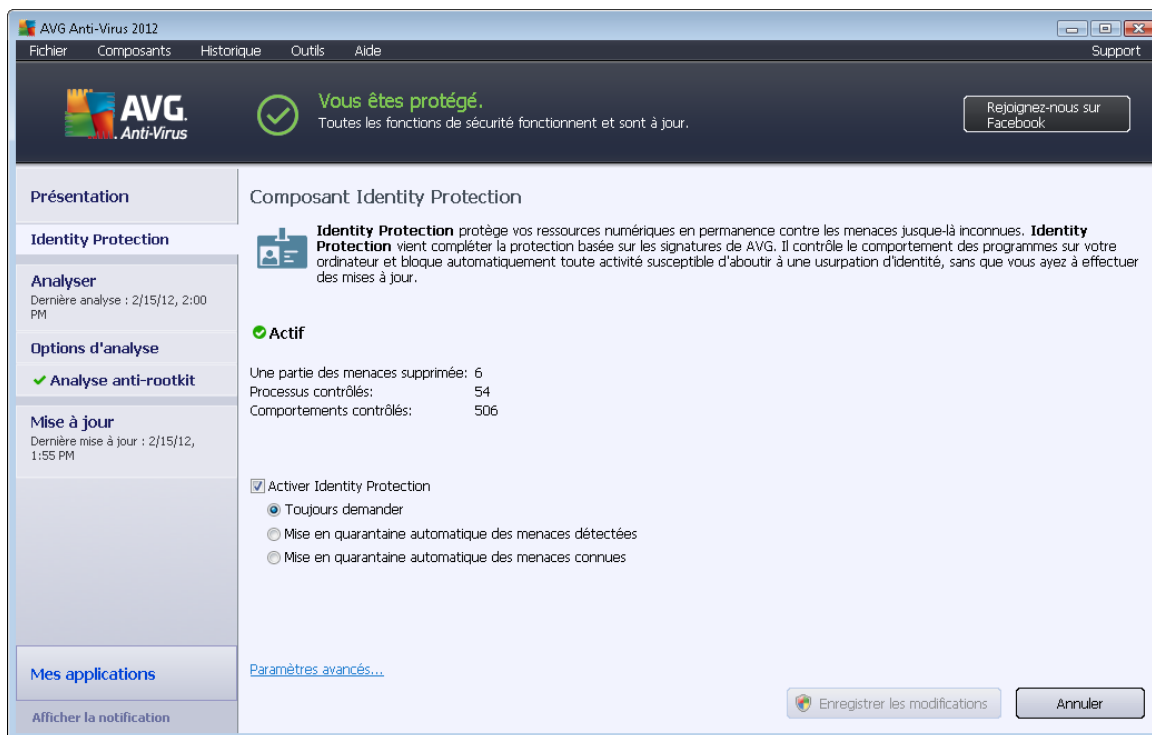 AVG Anti-Virus 2012
Fichier Composants Historique Outils Aide Support
AVG.
Anti-Virus
Vous êtes protégé.
Toutes les fonctions de sécurité fonctionnent et sont à jour.
Rejoignez-nous sur
Facebook
Présentation
Identity Protection
Analyser
Dernière analyse : 2/15/12, 2:00
PM
Options d'analyse
Analyse anti-rootkit
Mise à jour
Dernière mise à jour : 2/15/12,
1:55 PM
Mes applications
Afficher la notification
Composant Identity Protection
Identity Protection protège vos ressources numériques en permanence contre les menaces jusque-là inconnues. Identity
Protection vient compléter la protection basée sur les signatures de AVG. Il contrôle le comportement des programmes sur votre
ordinateur et bloque automatiquement toute activité susceptible d'aboutir à une usurpation d'identité, sans que vous ayez à effectuer
des mises à jour.
Actif
Une partie des menaces supprimée: 6
Processus contrôlés: 54
Comportements contrôlés: 506
Activer Identity Protection
Toujours demander
Mise en quarantaine automatique des menaces détectées
Mise en quarantaine automatique des menaces connues
Paramètres avancés...
Enregistrer les modifications
Annuler